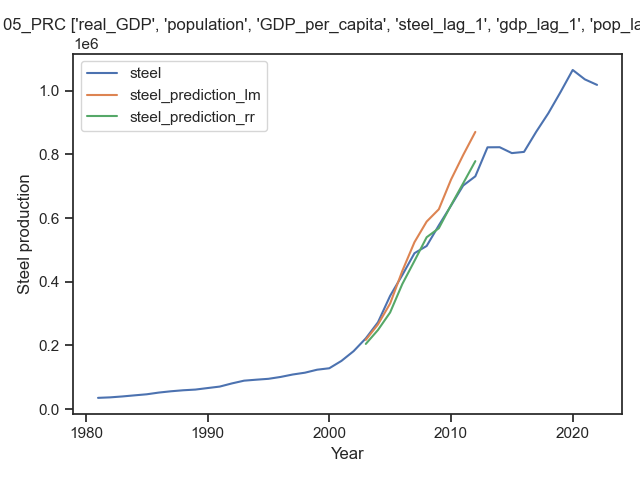 05_PRC ['real_GDP', 'population', 'GDP_per_capita', 'steel_lag_1', 'gdp_lag_1', 'pop_la
1e6
steel
steel_prediction_lm
steel_prediction_rr
1.0
0.8
0.6
0.4
0.2
0.0
Steel production
1980
1990
2000
2010
2020
Year